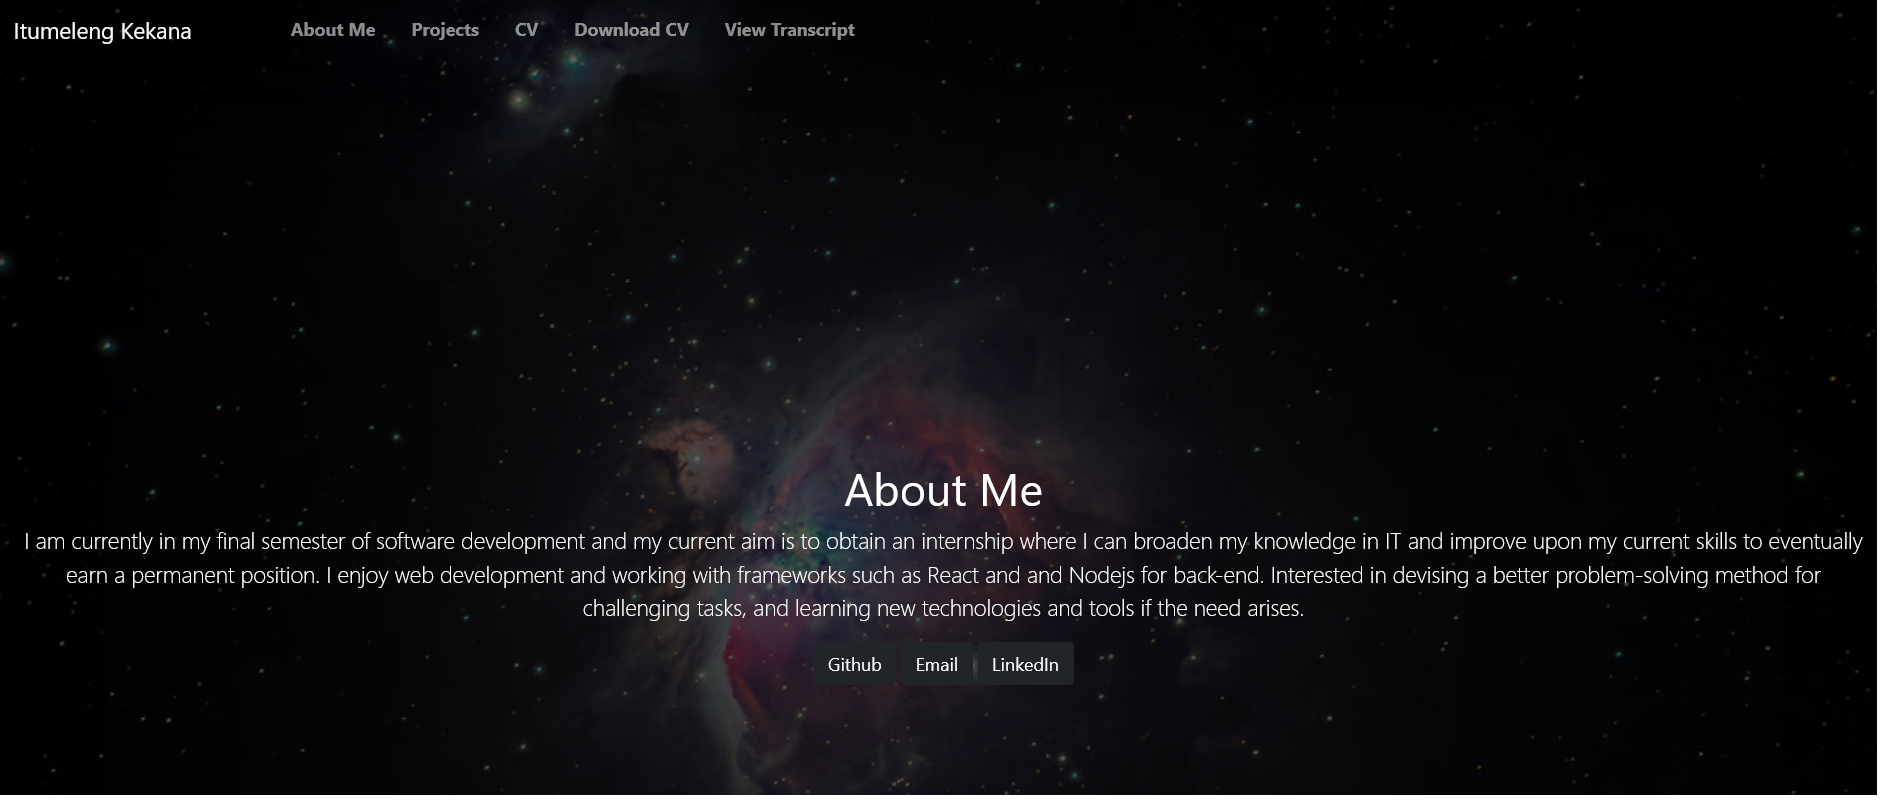 Itumeleng Kekana About Me Projects CV Download CV View Transcript
About Me
I am currently in my final semester of software development and my current aim is to obtain an internship where I can broaden my knowledge in IT and improve upon my current skills to eventually
earn a permanent position. I enjoy web development and working with frameworks such as React and and Nodejs for back-end. Interested in devising a better problem-solving method for
challenging tasks, and learning new technologies and tools if the need arises.
Github Email LinkedIn